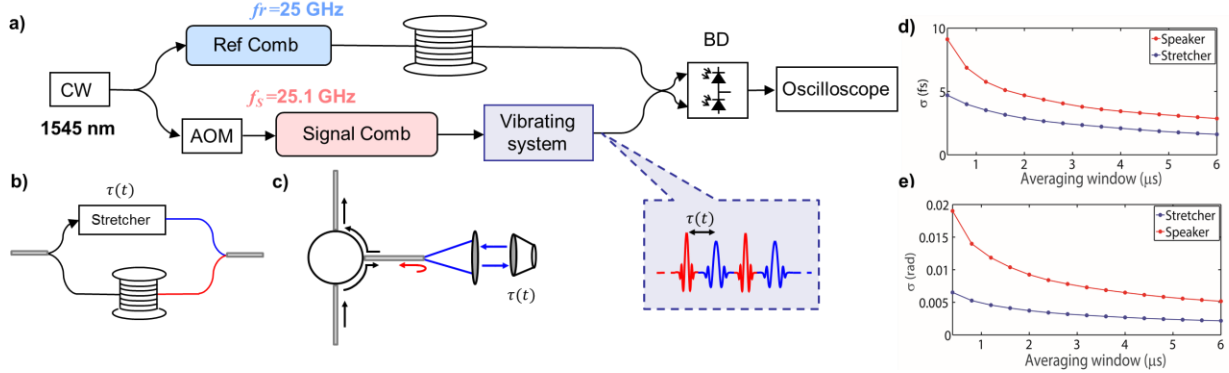 a)
fr=25 GHz
Ref Comb
CW
1545 nm
fs=25.1 GHz
AOM
Signal Comb
Vibrating
system
BD
Oscilloscope
τ(t)
b)
τ(t)
Stretcher
c)
τ(t)
d)
10
5
0
σ (fs)
Speaker
Stretcher
1 2 3 4 5 6
Averaging window (μs)
e)
0.02
0.015
0.01
0.005
0
σ (rad)
Stretcher
Speaker
1 2 3 4 5 6
Averaging window (μs)